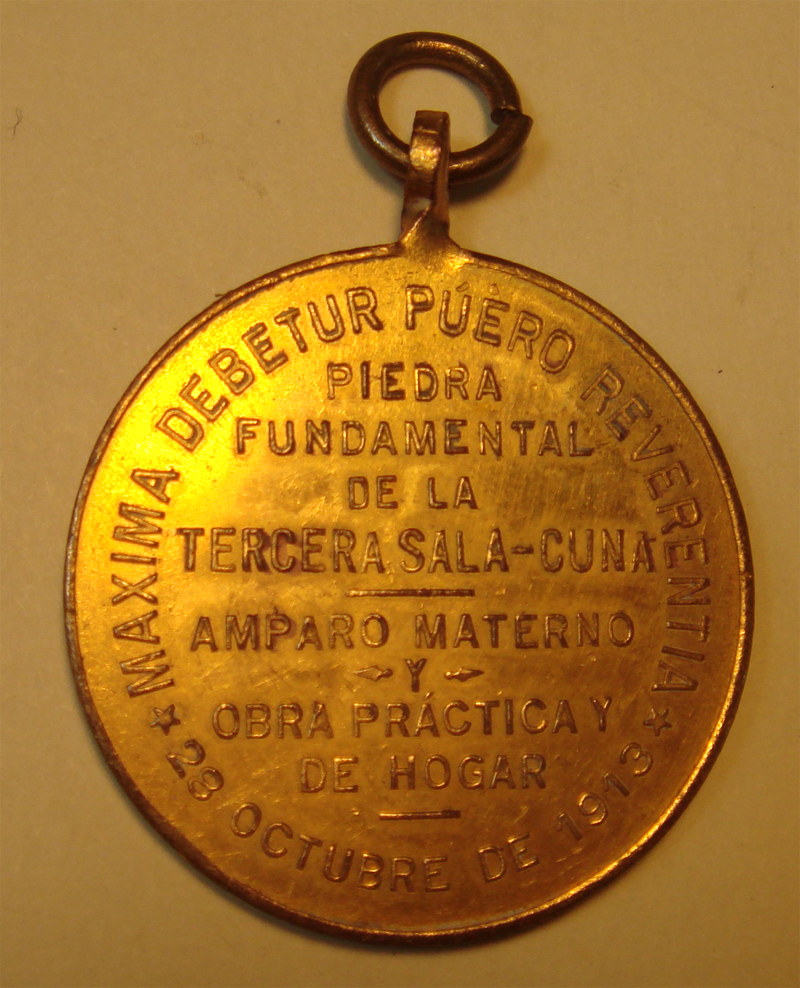 MAXIMA DEBETUR PÚÈRO REVERENTIA
PIEDRA
FUNDAMENTAL
DE LA
TERCERA SALA-CUNA
AMPARO MATERNO
Y
OBRA PRÁCTICA Y
DE HOGAR
★ 28 OCTUBRE DE 1913 ★